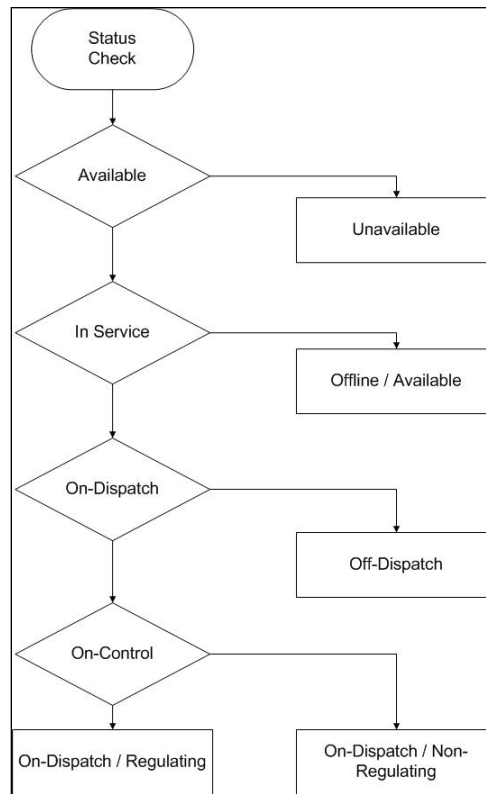 Status
Check
Available
Unavailable
In Service
Offline / Available
On-Dispatch
Off-Dispatch
On-Control
On-Dispatch / Regulating
On-Dispatch / Non-
Regulating